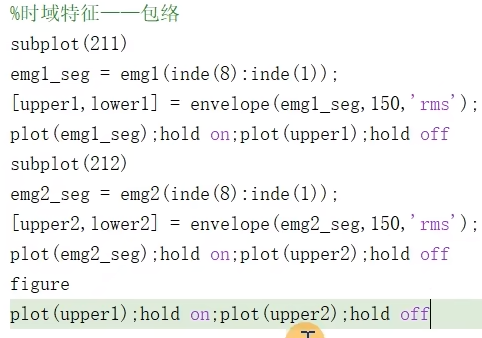 %时域特征——包络
subplot(211)
emg1_seg = emg1(inde(8):inde(1));
[upper1,lower1] = envelope(emg1_seg,150,'rms');
plot(emg1_seg);hold on;plot(upper1);hold off
subplot(212)
emg2_seg = emg2(inde(8):inde(1));
[upper2,lower2] = envelope(emg2_seg,150,'rms');
plot(emg2_seg);hold on;plot(upper2);hold off
figure
plot(upper1);hold on;plot(upper2);hold off